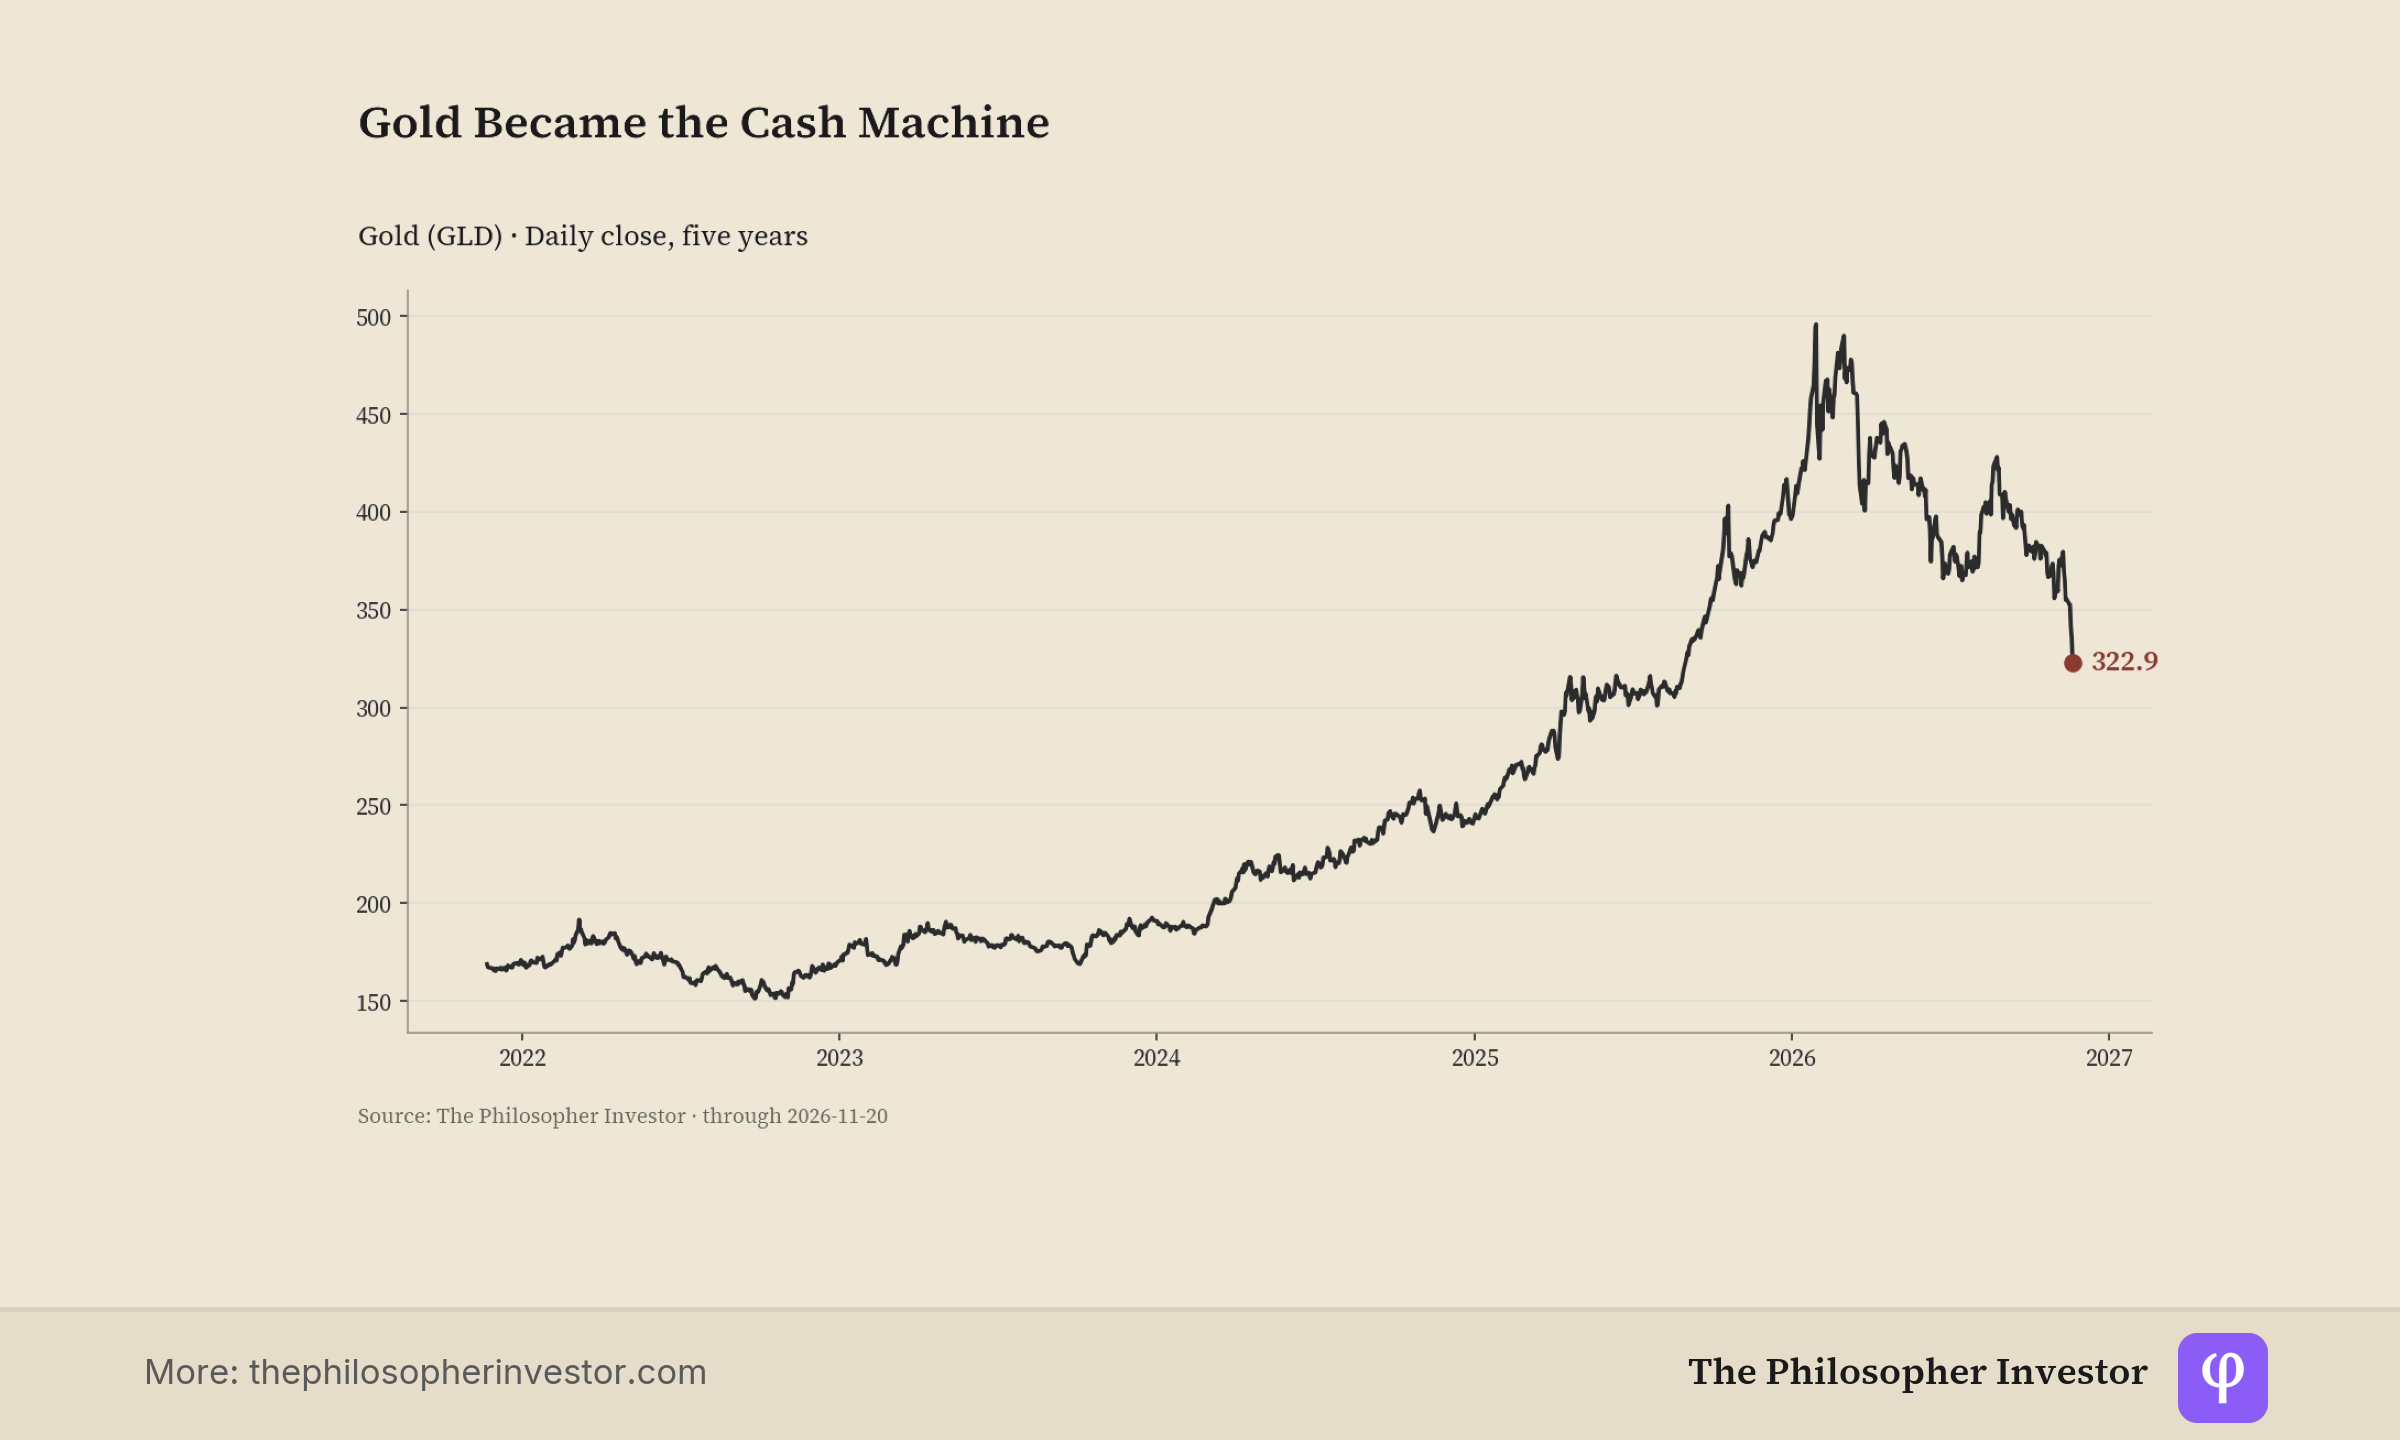 Gold Became the Cash Machine
Gold (GLD) · Daily close, five years
500
450
400
350
300
250
200
150
322.9
2022 2023 2024 2025 2026 2027
Source: The Philosopher Investor · through 2026-11-20
More: thephilosopherinvestor.com
The Philosopher Investor φ